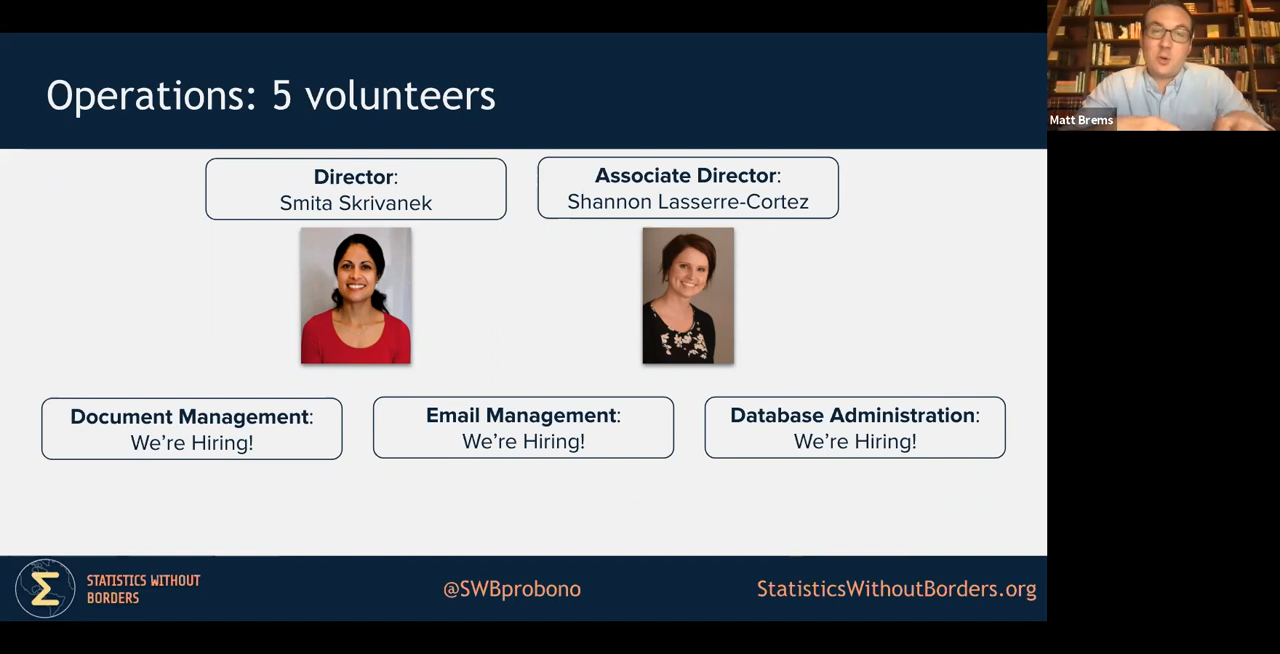 Operations: 5 volunteers
Matt Brems
Director:
Smita Skrivanek
Associate Director:
Shannon Lasserre-Cortez
Document Management:
We're Hiring!
Email Management:
We're Hiring!
Database Administration:
We're Hiring!
Σ
STATISTICS WITHOUT
BORDERS
@SWBprobono
StatisticsWithoutBorders.org